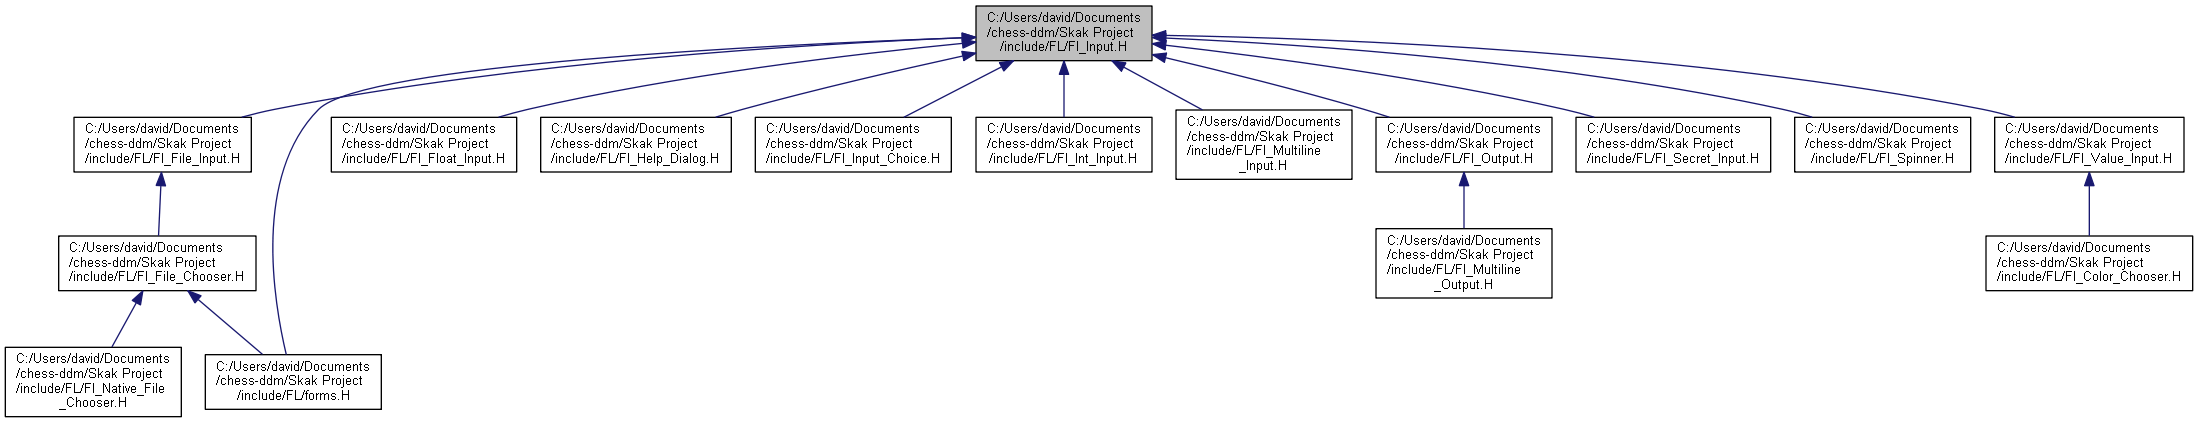 C:/Users/david/Documents
/chess-ddm/Skak Project
/include/FL/Fl_Input.H
C:/Users/david/Documents
/chess-ddm/Skak Project
/include/FL/Fl_File_Input.H
C:/Users/david/Documents
/chess-ddm/Skak Project
/include/FL/Fl_Float_Input.H
C:/Users/david/Documents
/chess-ddm/Skak Project
/include/FL/Fl_Help_Dialog.H
C:/Users/david/Documents
/chess-ddm/Skak Project
/include/FL/Fl_Input_Choice.H
C:/Users/david/Documents
/chess-ddm/Skak Project
/include/FL/Fl_Int_Input.H
C:/Users/david/Documents
/chess-ddm/Skak Project
/include/FL/Fl_Multiline
_Input.H
C:/Users/david/Documents
/chess-ddm/Skak Project
/include/FL/Fl_Output.H
C:/Users/david/Documents
/chess-ddm/Skak Project
/include/FL/Fl_Secret_Input.H
C:/Users/david/Documents
/chess-ddm/Skak Project
/include/FL/Fl_Spinner.H
C:/Users/david/Documents
/chess-ddm/Skak Project
/include/FL/Fl_Value_Input.H
C:/Users/david/Documents
/chess-ddm/Skak Project
/include/FL/Fl_File_Chooser.H
C:/Users/david/Documents
/chess-ddm/Skak Project
/include/FL/Fl_Multiline
_Output.H
C:/Users/david/Documents
/chess-ddm/Skak Project
/include/FL/Fl_Color_Chooser.H
C:/Users/david/Documents
/chess-ddm/Skak Project
/include/FL/Fl_Native_File
_Chooser.H
C:/Users/david/Documents
/chess-ddm/Skak Project
/include/FL/forms.H